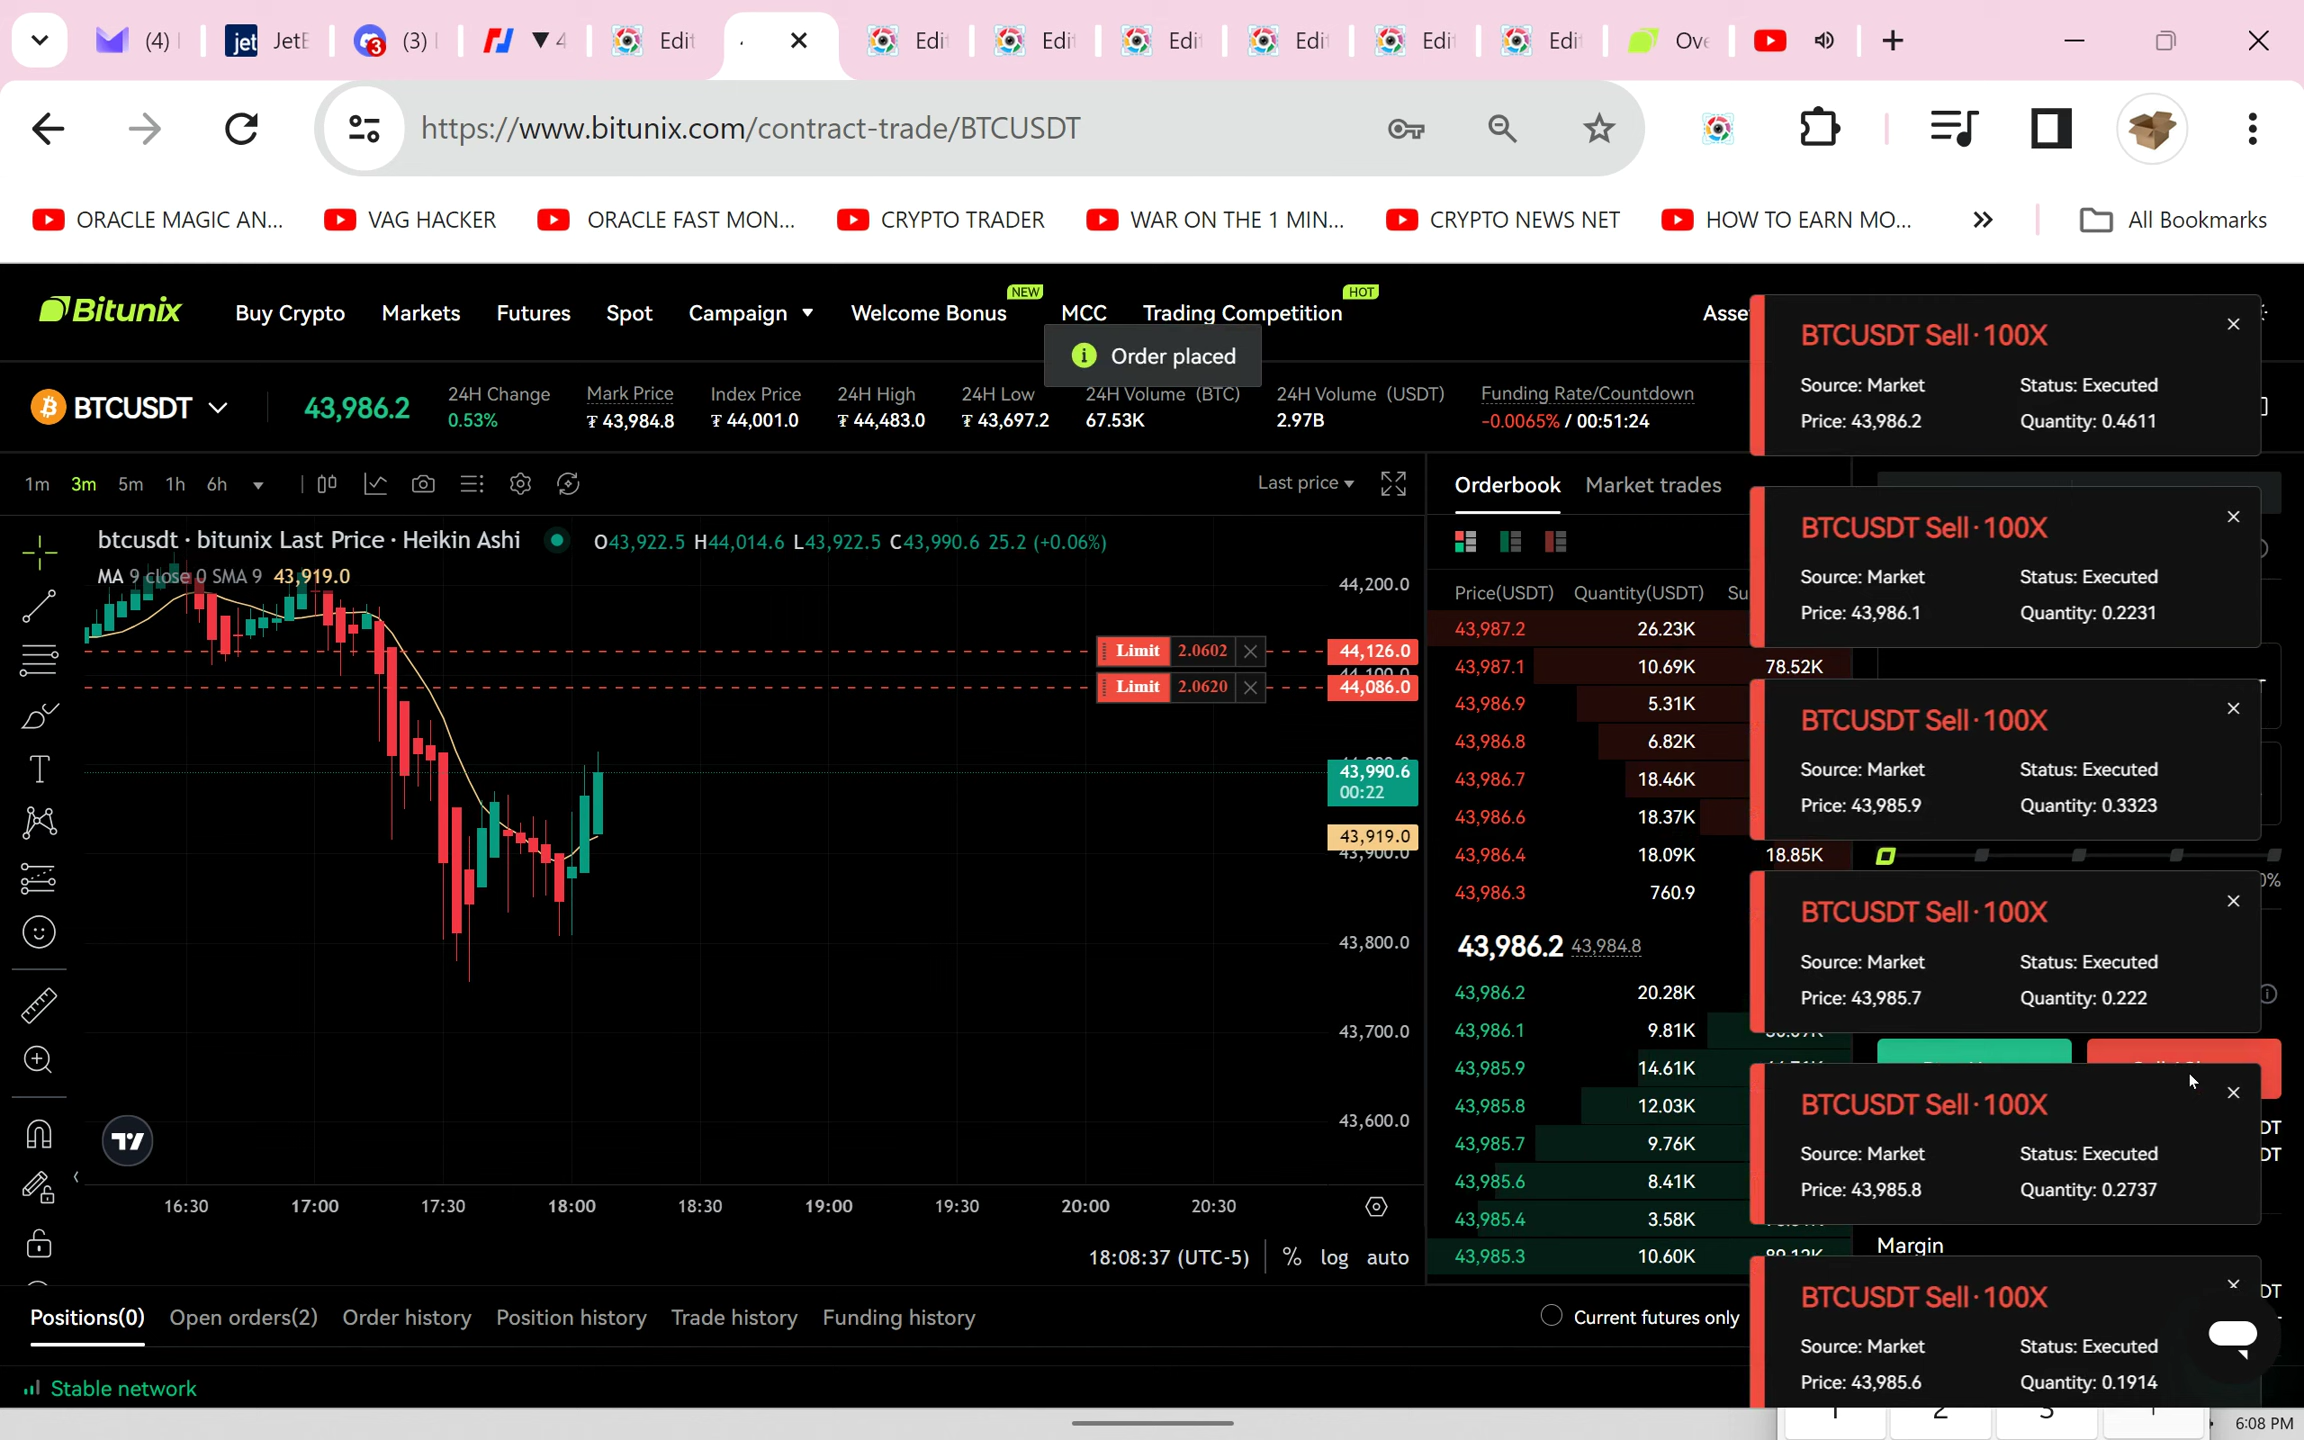 (4)
jet JetB
3 (3)
▼ 4
Edit
Edi
Edi
Edi
Edi
Edi
Edi
Ove
https://www.bitunix.com/contract-trade/BTCUSDT
ORACLE MAGIC AN... VAG HACKER ORACLE FAST MON... CRYPTO TRADER WAR ON THE 1 MIN... CRYPTO NEWS NET HOW TO EARN MO... » All Bookmarks
Bitunix Buy Crypto Markets Futures Spot Campaign Welcome Bonus NEW MCC Trading Competition HOT Asse
Order placed
BTCUSDT 43,986.2
24H Change Mark Price Index Price 24H High 24H Low 24H Volume (BTC) 24H Volume (USDT) Funding Rate/Countdown
0.53% ₮ 43,984.8 ₮ 44,001.0 ₮ 44,483.0 ₮ 43,697.2 67.53K 2.97B -0.0065% / 00:51:24
1m 3m 5m 1h 6h Last price
btcusdt · bitunix Last Price · Heikin Ashi O43,922.5 H44,014.6 L43,922.5 C43,990.6 25.2 (+0.06%)
MA 9 close 0 SMA 9 43,919.0
44,200.0
Limit 2.0602 44,126.0
Limit 2.0620 44,086.0
43,990.6
00:22
43,919.0
43,900.0
43,800.0
43,700.0
43,600.0
16:30 17:00 17:30 18:00 18:30 19:00 19:30 20:00 20:30
18:08:37 (UTC-5) % log auto
Orderbook Market trades
Price(USDT) Quantity(USDT) Su
43,987.2 26.23K
43,987.1 10.69K 78.52K
43,986.9 5.31K
43,986.8 6.82K
43,986.7 18.46K
43,986.6 18.37K
43,986.4 18.09K 18.85K
43,986.3 760.9
43,986.2 43,984.8
43,986.2 20.28K
43,986.1 9.81K
43,985.9 14.61K
43,985.8 12.03K
43,985.7 9.76K
43,985.6 8.41K
43,985.4 3.58K
43,985.3 10.60K
BTCUSDT Sell·100X
Source: Market Status: Executed
Price: 43,986.2 Quantity: 0.4611
BTCUSDT Sell·100X
Source: Market Status: Executed
Price: 43,986.1 Quantity: 0.2231
BTCUSDT Sell·100X
Source: Market Status: Executed
Price: 43,985.9 Quantity: 0.3323
0%
BTCUSDT Sell·100X
Source: Market Status: Executed
Price: 43,985.7 Quantity: 0.222
BTCUSDT Sell·100X
Source: Market Status: Executed
Price: 43,985.8 Quantity: 0.2737
DT
DT
Margin
DT
BTCUSDT Sell·100X
Source: Market Status: Executed
Price: 43,985.6 Quantity: 0.1914
Positions(0) Open orders(2) Order history Position history Trade history Funding history Current futures only
Stable network
1 2 3
6:08 PM